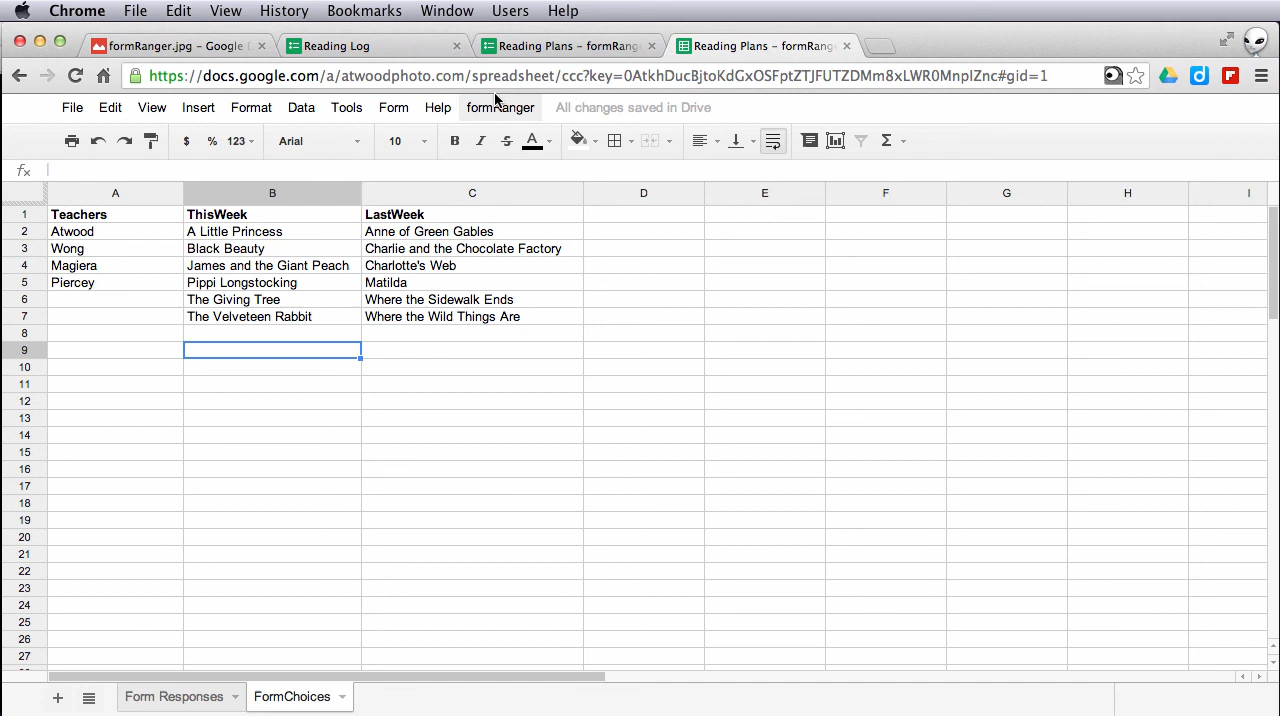 Chrome File Edit View History Bookmarks Window Users Help
formRanger.jpg - Google Reading Log Reading Plans - formRang Reading Plans - formRang
https://docs.google.com/a/atwoodphoto.com/spreadsheet/ccc?key=0AtkhDucBjtoKdGxOSFptZTJFUTZDMm8xLWR0MnplZnc#gid=1
File Edit View Insert Format Data Tools Form Help formRanger All changes saved in Drive
$ % 123 Arial 10 B I S A Σ
fx
A B C D E F G H I
1 Teachers ThisWeek LastWeek
2 Atwood A Little Princess Anne of Green Gables
3 Wong Black Beauty Charlie and the Chocolate Factory
4 Magiera James and the Giant Peach Charlotte's Web
5 Piercey Pippi Longstocking Matilda
6 The Giving Tree Where the Sidewalk Ends
7 The Velveteen Rabbit Where the Wild Things Are
8
9
10
11
12
13
14
15
16
17
18
19
20
21
22
23
24
25
26
27
Form Responses FormChoices